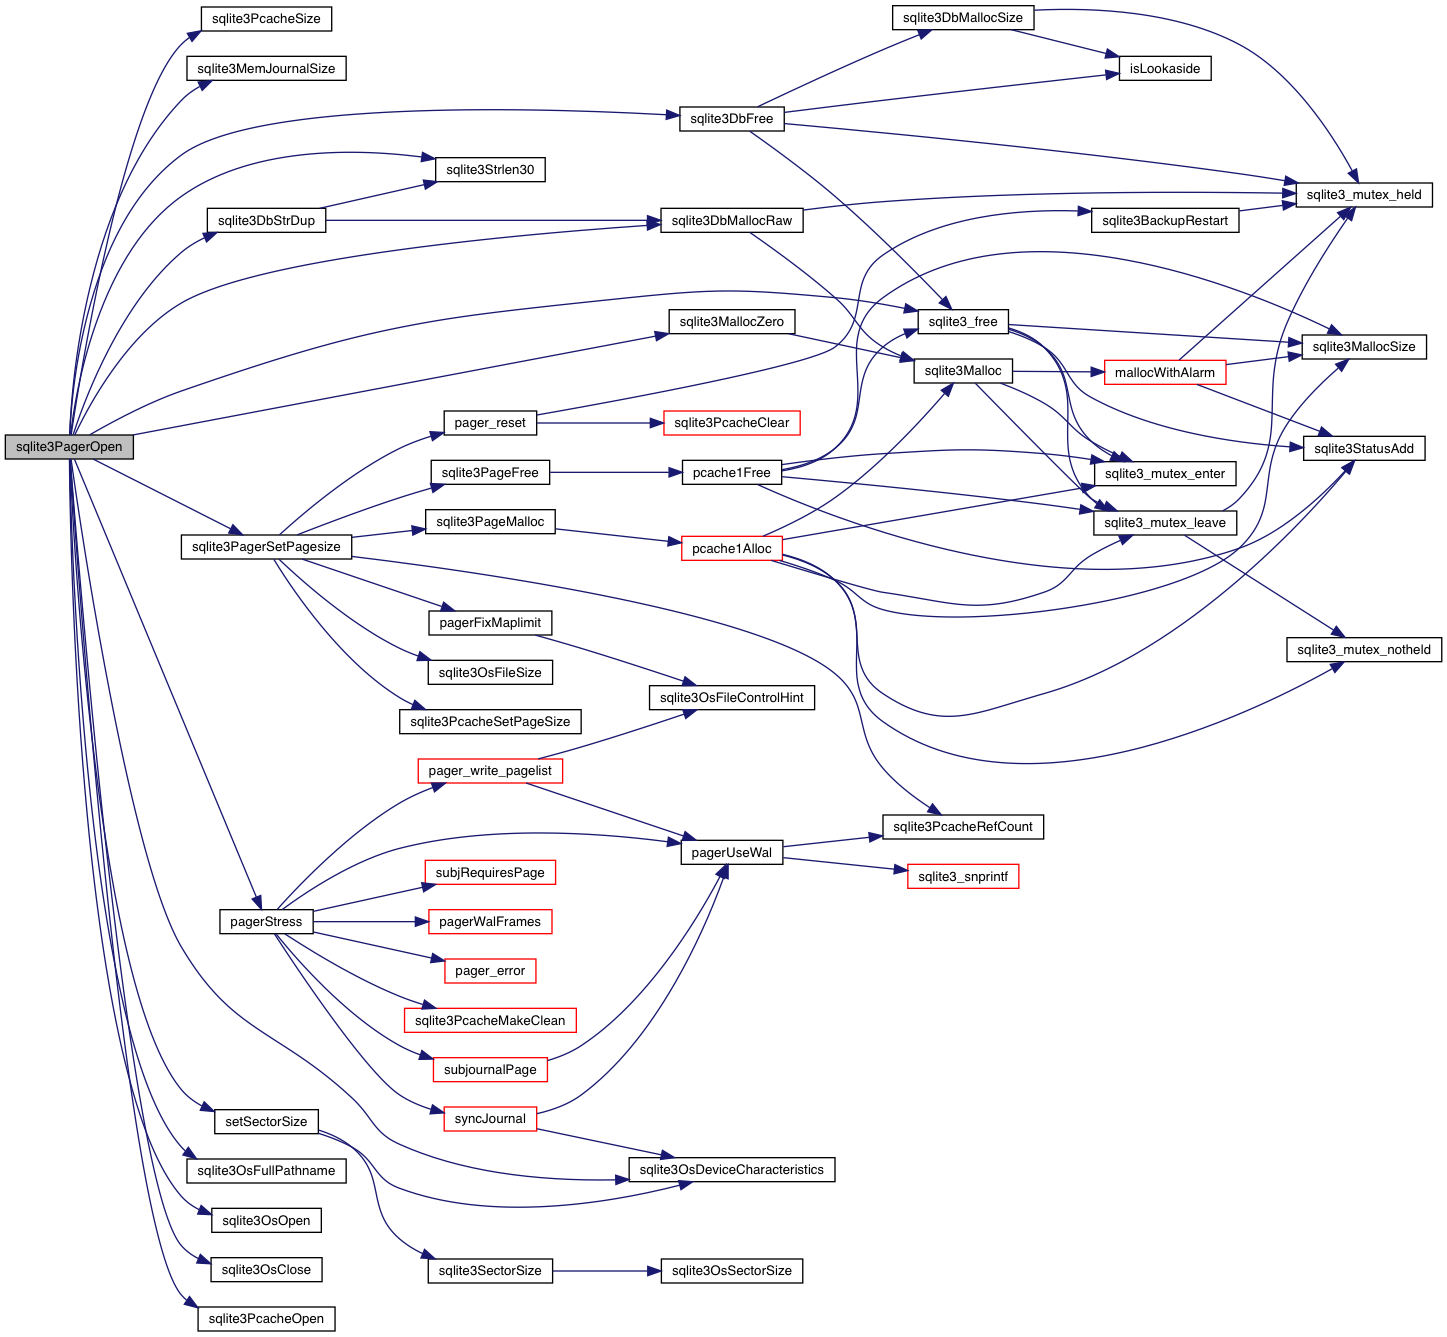 sqlite3PagerOpen
sqlite3PcacheSize
sqlite3MemJournalSize
sqlite3DbStrDup
sqlite3PagerSetPagesize
pagerStress
setSectorSize
sqlite3OsFullPathname
sqlite3OsOpen
sqlite3OsClose
sqlite3PcacheOpen
sqlite3Strlen30
pager_reset
sqlite3PageFree
sqlite3PageMalloc
pagerFixMaplimit
sqlite3OsFileSize
sqlite3PcacheSetPageSize
pager_write_pagelist
subjRequiresPage
pagerWalFrames
pager_error
sqlite3PcacheMakeClean
subjournalPage
syncJournal
sqlite3SectorSize
sqlite3DbFree
sqlite3DbMallocRaw
sqlite3MallocZero
sqlite3PcacheClear
pcache1Free
pcache1Alloc
sqlite3OsFileControlHint
pagerUseWal
sqlite3OsDeviceCharacteristics
sqlite3OsSectorSize
sqlite3DbMallocSize
sqlite3_free
sqlite3Malloc
sqlite3PcacheRefCount
sqlite3_snprintf
isLookaside
sqlite3BackupRestart
mallocWithAlarm
sqlite3_mutex_enter
sqlite3_mutex_leave
sqlite3_mutex_held
sqlite3MallocSize
sqlite3StatusAdd
sqlite3_mutex_notheld